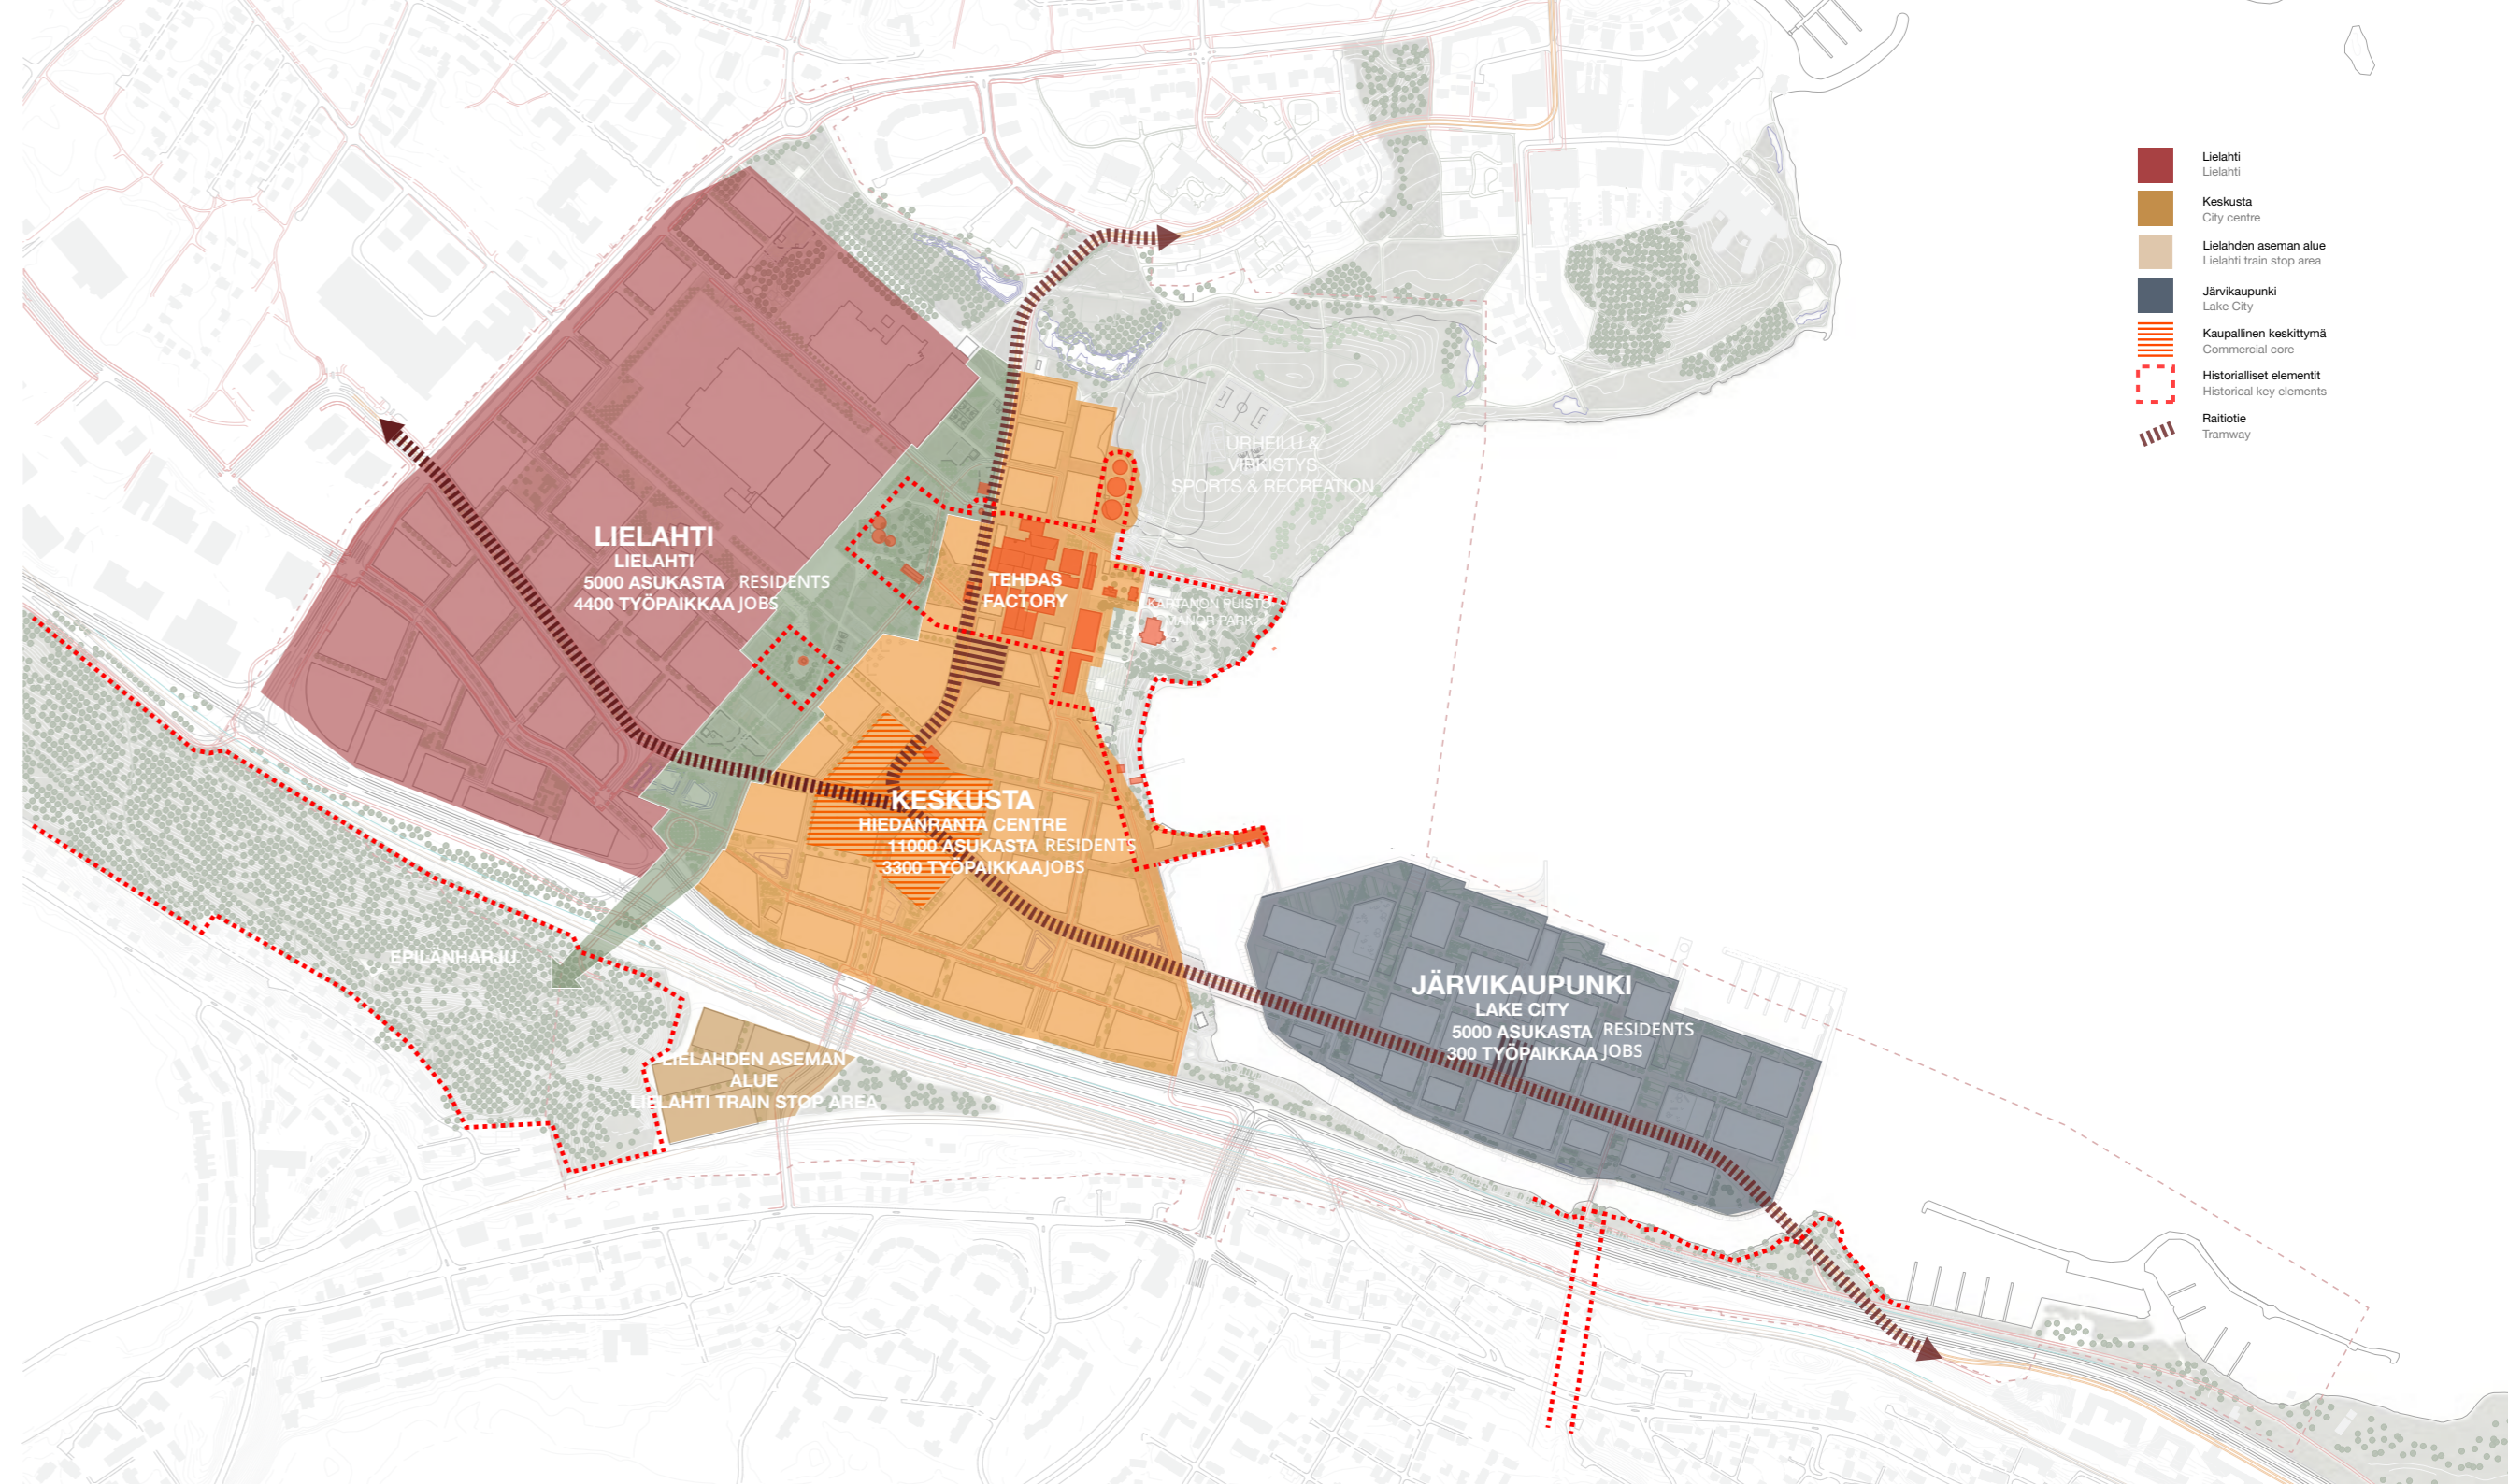 Lielahti
Lielahti
Keskusta
City centre
Lielahden aseman alue
Lielahti train stop area
Järvikaupunki
Lake City
Kaupallinen keskittymä
Commercial core
Historialliset elementit
Historical key elements
Raitiotie
Tramway
URHEILU &
VIRKISTYS
SPORTS & RECREATION
LIELAHTI
LIELAHTI
5000 ASUKASTA RESIDENTS
4400 TYÖPAIKKAA JOBS
TEHDAS
FACTORY
KARTANON PUISTO
MANOR PARK
KESKUSTA
HIEDANRANTA CENTRE
11000 ASUKASTA RESIDENTS
3300 TYÖPAIKKAA JOBS
EPILÄNHARJU
JÄRVIKAUPUNKI
LAKE CITY
5000 ASUKASTA RESIDENTS
300 TYÖPAIKKAA JOBS
LIELAHDEN ASEMAN
ALUE
LIELAHTI TRAIN STOP AREA